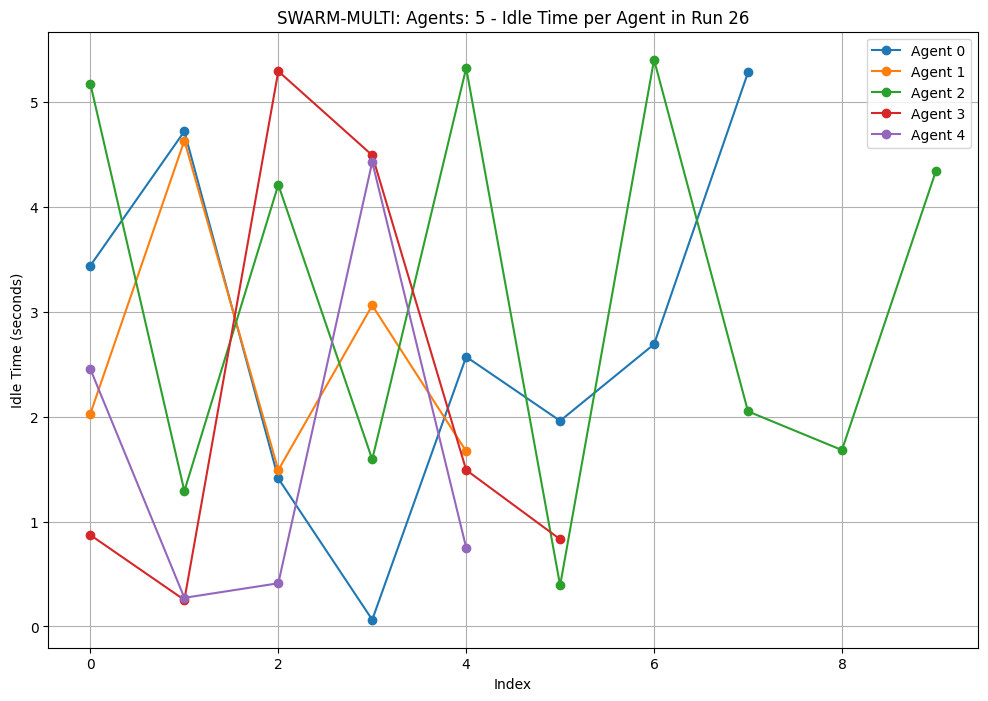 SWARM-MULTI: Agents: 5 - Idle Time per Agent in Run 26
Agent 0
Agent 1
Agent 2
Agent 3
Agent 4
Idle Time (seconds)
5
4
3
2
1
0
0 2 4 6 8
Index